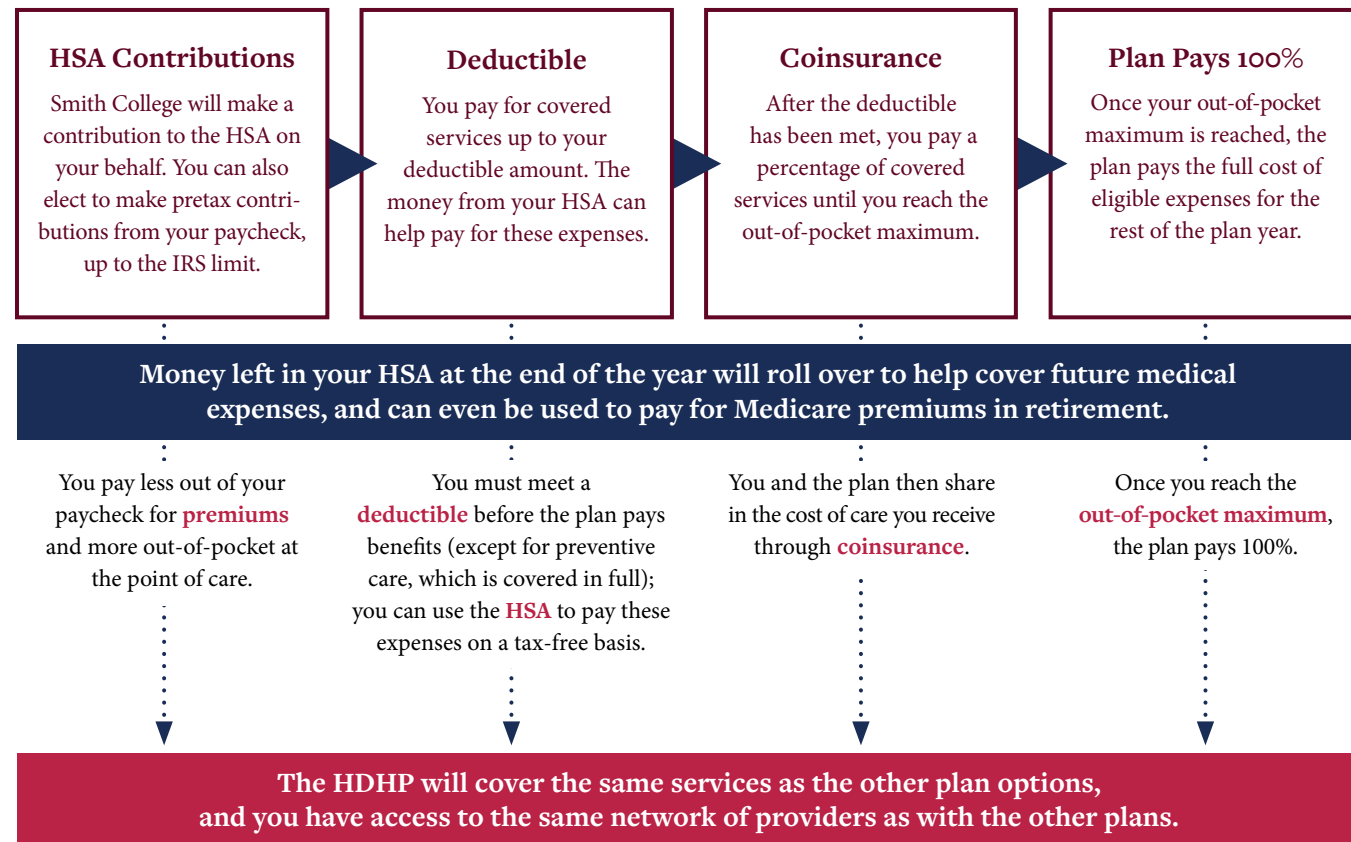 HSA Contributions
Smith College will make a
contribution to the HSA on
your behalf. You can also
elect to make pretax contri-
butions from your paycheck,
up to the IRS limit.
Deductible
You pay for covered
services up to your
deductible amount. The
money from your HSA can
help pay for these expenses.
Coinsurance
After the deductible
has been met, you pay a
percentage of covered
services until you reach the
out-of-pocket maximum.
Plan Pays 100%
Once your out-of-pocket
maximum is reached, the
plan pays the full cost of
eligible expenses for the
rest of the plan year.
Money left in your HSA at the end of the year will roll over to help cover future medical
expenses, and can even be used to pay for Medicare premiums in retirement.
You pay less out of your
paycheck for premiums
and more out-of-pocket at
the point of care.
You must meet a
deductible before the plan pays
benefits (except for preventive
care, which is covered in full);
you can use the HSA to pay these
expenses on a tax-free basis.
You and the plan then share
in the cost of care you receive
through coinsurance.
Once you reach the
out-of-pocket maximum,
the plan pays 100%.
The HDHP will cover the same services as the other plan options,
and you have access to the same network of providers as with the other plans.